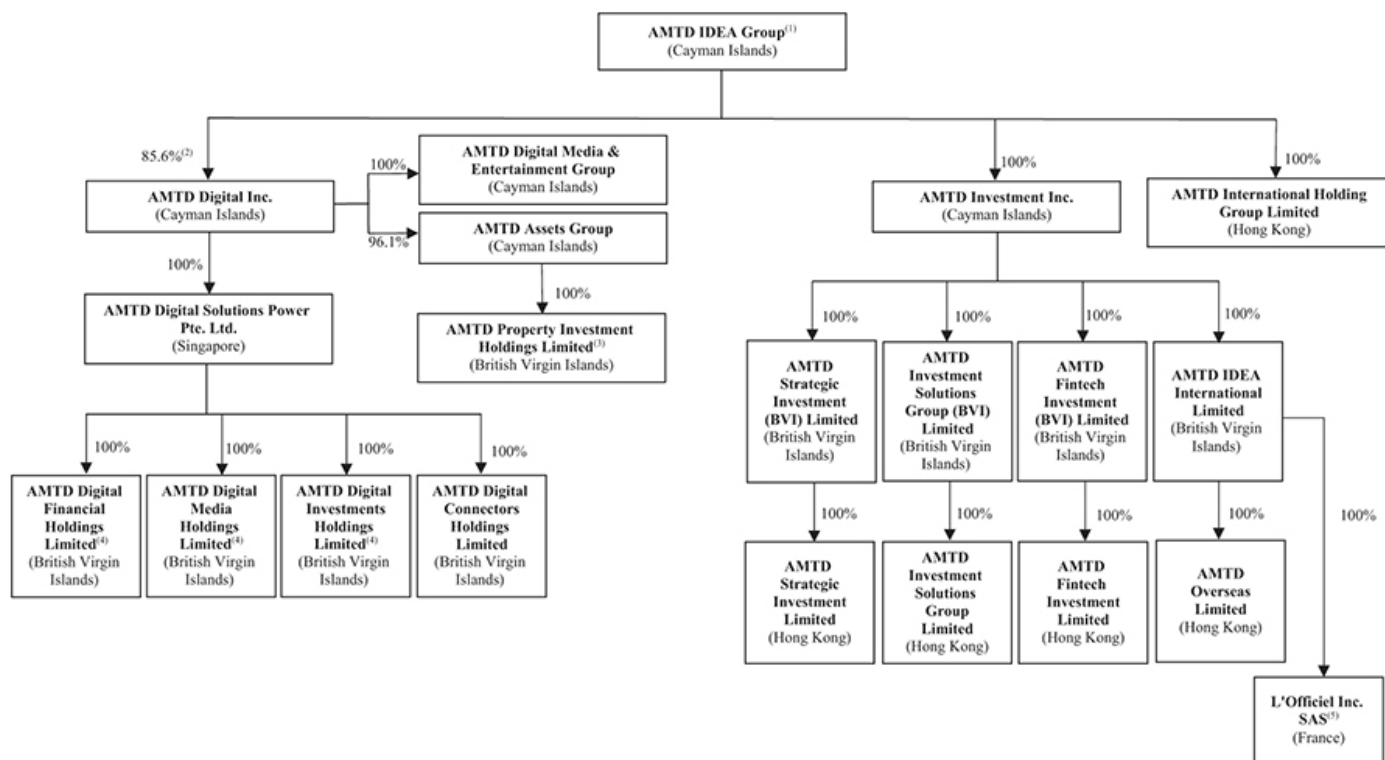 AMTD IDEA Group(1)
(Cayman Islands)
85.6%(2)
100%
100%
100%
AMTD Digital Media &
Entertainment Group
(Cayman Islands)
AMTD Digital Inc.
(Cayman Islands)
AMTD Investment Inc.
(Cayman Islands)
AMTD International Holding
Group Limited
(Hong Kong)
96.1%
AMTD Assets Group
(Cayman Islands)
100%
100%
AMTD Digital Solutions Power
Pte. Ltd.
(Singapore)
AMTD Property Investment
Holdings Limited(3)
(British Virgin Islands)
100%
100%
100%
100%
AMTD
Strategic
Investment
(BVI) Limited
(British Virgin
Islands)
AMTD
Investment
Solutions
Group (BVI)
Limited
(British Virgin
Islands)
AMTD
Fintech
Investment
(BVI) Limited
(British Virgin
Islands)
AMTD IDEA
International
Limited
(British Virgin
Islands)
100%
100%
100%
100%
AMTD Digital
Financial
Holdings
Limited(4)
(British Virgin
Islands)
AMTD Digital
Media
Holdings
Limited(4)
(British Virgin
Islands)
AMTD Digital
Investments
Holdings
Limited(4)
(British Virgin
Islands)
AMTD Digital
Connectors
Holdings
Limited
(British Virgin
Islands)
100%
100%
100%
100%
100%
AMTD
Strategic
Investment
Limited
(Hong Kong)
AMTD
Investment
Solutions
Group
Limited
(Hong Kong)
AMTD
Fintech
Investment
Limited
(Hong Kong)
AMTD
Overseas
Limited
(Hong Kong)
L'Officiel Inc.
SAS(5)
(France)